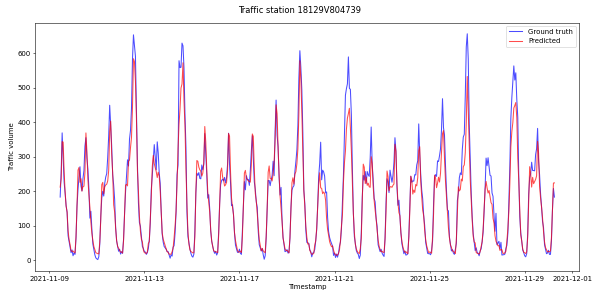 Traffic station 18129V804739
Ground truth
Predicted
Traffic volume
600
500
400
300
200
100
0
2021-11-09
2021-11-13
2021-11-17
2021-11-21
2021-11-25
2021-11-29
2021-12-01
Timestamp